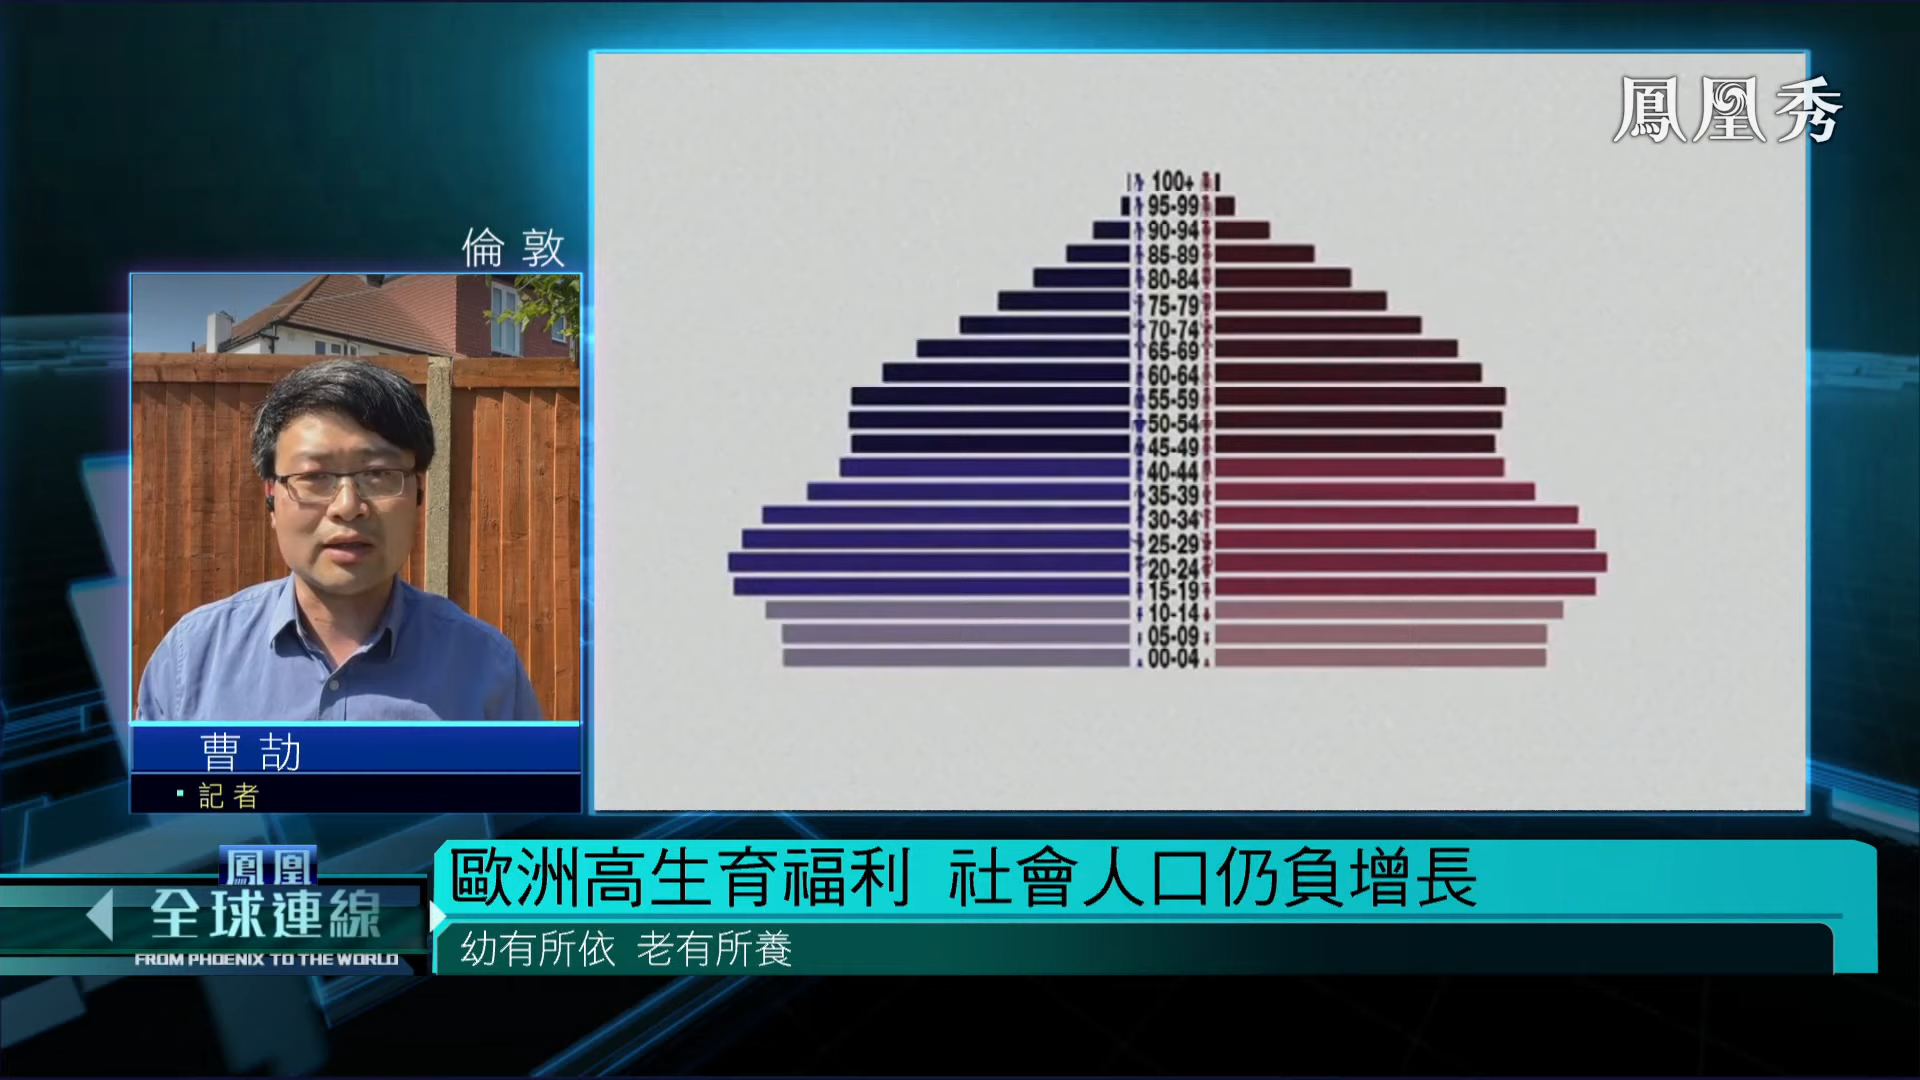 鳳凰秀
倫敦
100+
95-99
90-94
85-89
80-84
75-79
70-74
65-69
60-64
55-59
50-54
45-49
40-44
35-39
30-34
25-29
20-24
15-19
10-14
05-09
00-04
曹劼
記者
鳳凰
全球連線
FROM PHOENIX TO THE WORLD
歐洲高生育福利 社會人口仍負增長
幼有所依 老有所養